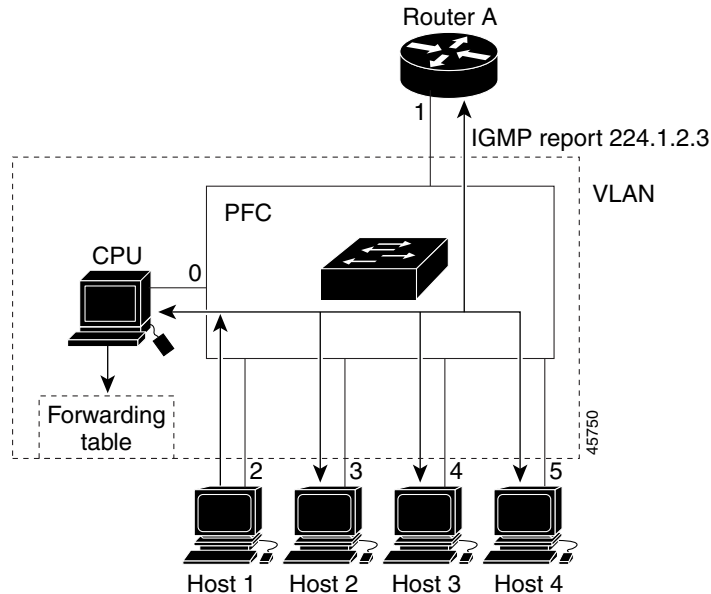 Router A
1
IGMP report 224.1.2.3
VLAN
PFC
CPU
0
Forwarding
table
45750
2
3
4
5
Host 1
Host 2
Host 3
Host 4